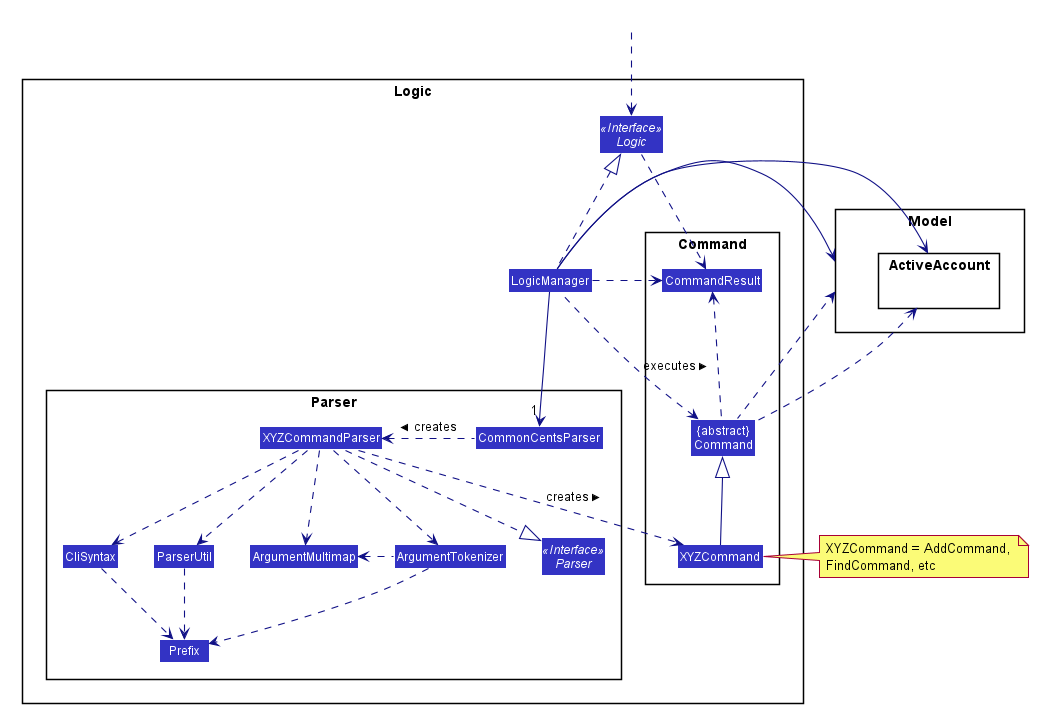 Logic
«Interface»
Logic
Model
ActiveAccount
Command
LogicManager
CommandResult
executes ►
Parser
1
◄ creates
XYZCommandParser
CommonCentsParser
{abstract}
Command
creates ►
CliSyntax
ParserUtil
ArgumentMultimap
ArgumentTokenizer
«Interface»
Parser
XYZCommand
XYZCommand = AddCommand,
FindCommand, etc
Prefix